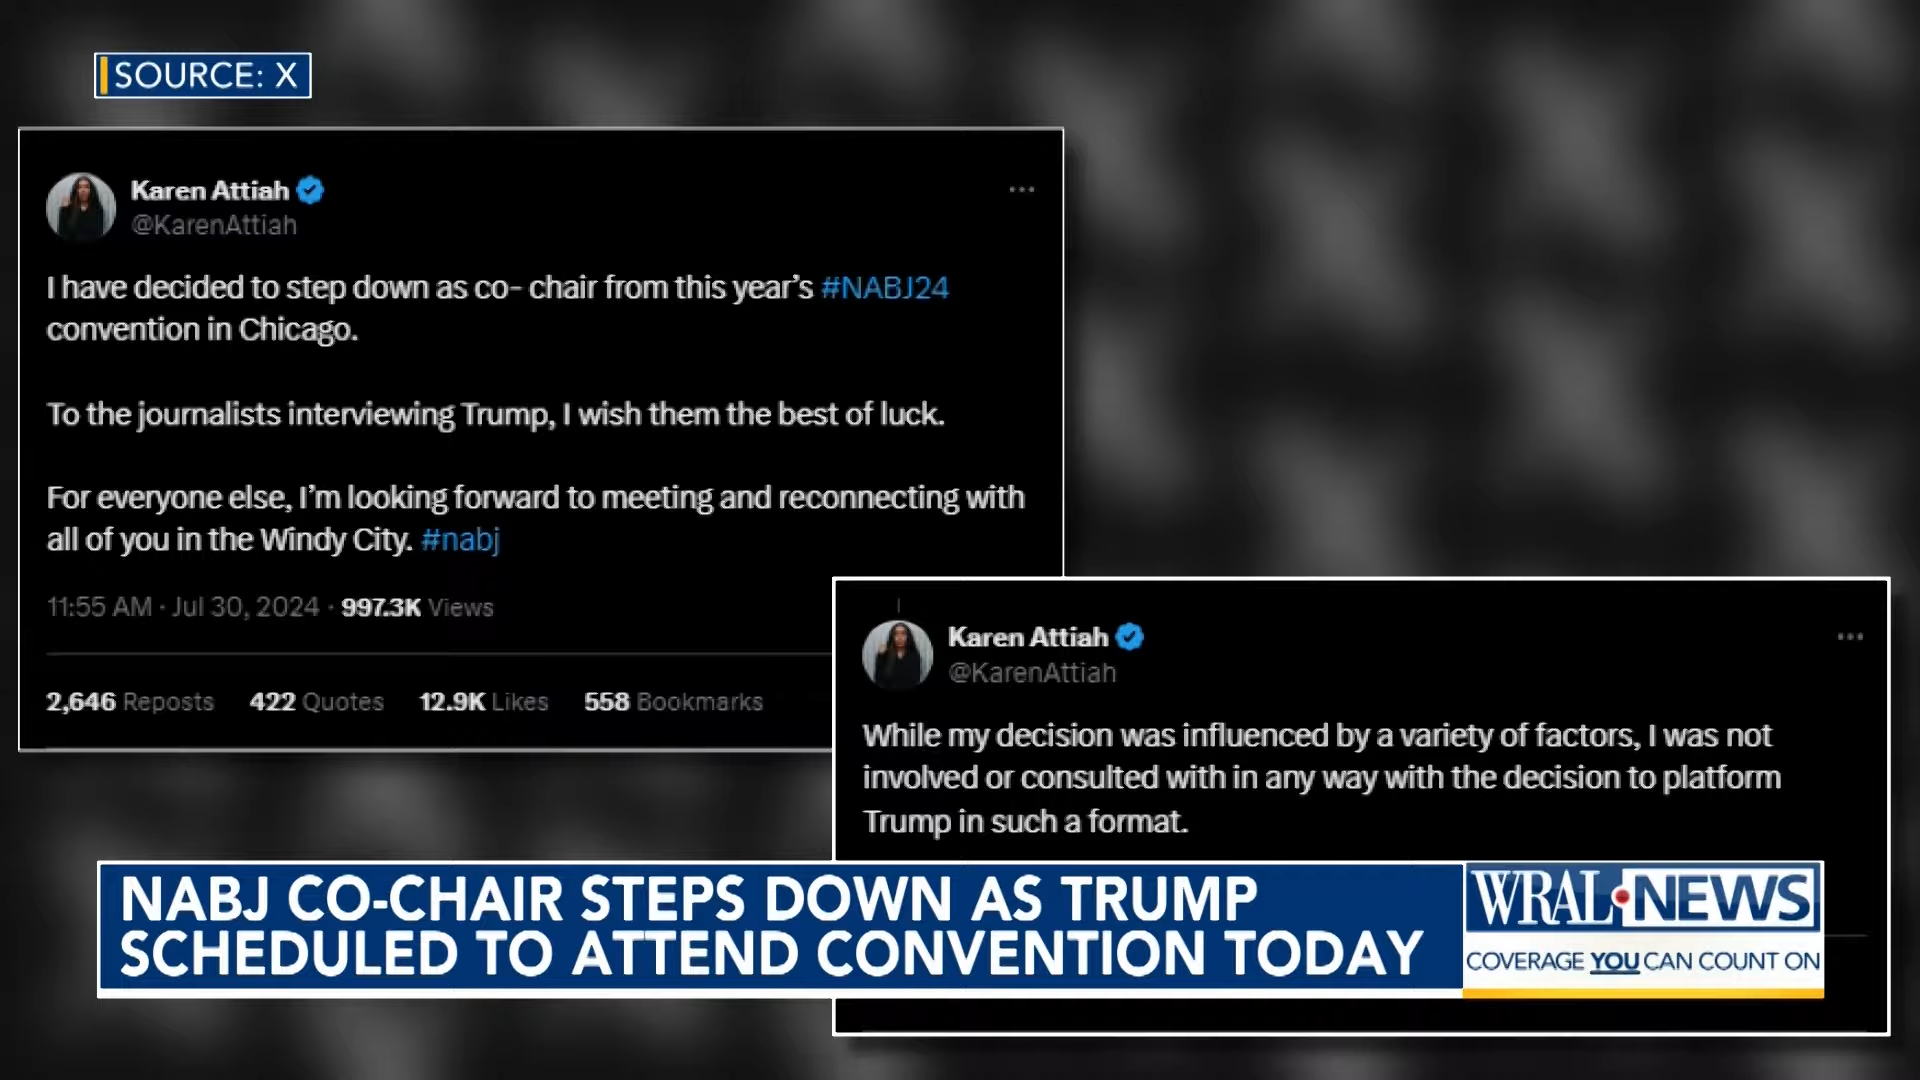 SOURCE: X
Karen Attiah
@KarenAttiah
I have decided to step down as co- chair from this year’s #NABJ24
convention in Chicago.
To the journalists interviewing Trump, I wish them the best of luck.
For everyone else, I’m looking forward to meeting and reconnecting with
all of you in the Windy City. #nabj
11:55 AM · Jul 30, 2024 · 997.3K Views
2,646 Reposts 422 Quotes 12.9K Likes 558 Bookmarks
Karen Attiah
@KarenAttiah
While my decision was influenced by a variety of factors, I was not
involved or consulted with in any way with the decision to platform
Trump in such a format.
NABJ CO-CHAIR STEPS DOWN AS TRUMP
SCHEDULED TO ATTEND CONVENTION TODAY
WRAL NEWS
COVERAGE YOU CAN COUNT ON